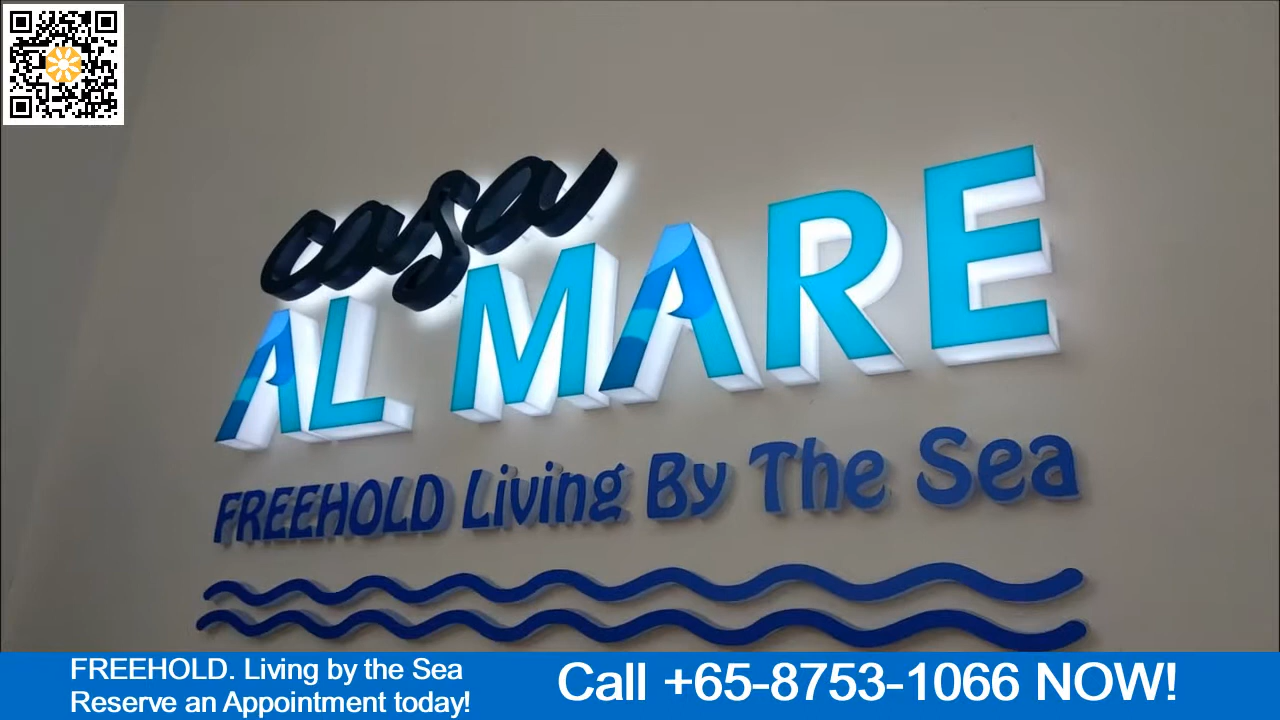 casa
AL MARE
FREEHOLD Living By The Sea
FREEHOLD. Living by the Sea
Reserve an Appointment today!
Call +65-8753-1066 NOW!